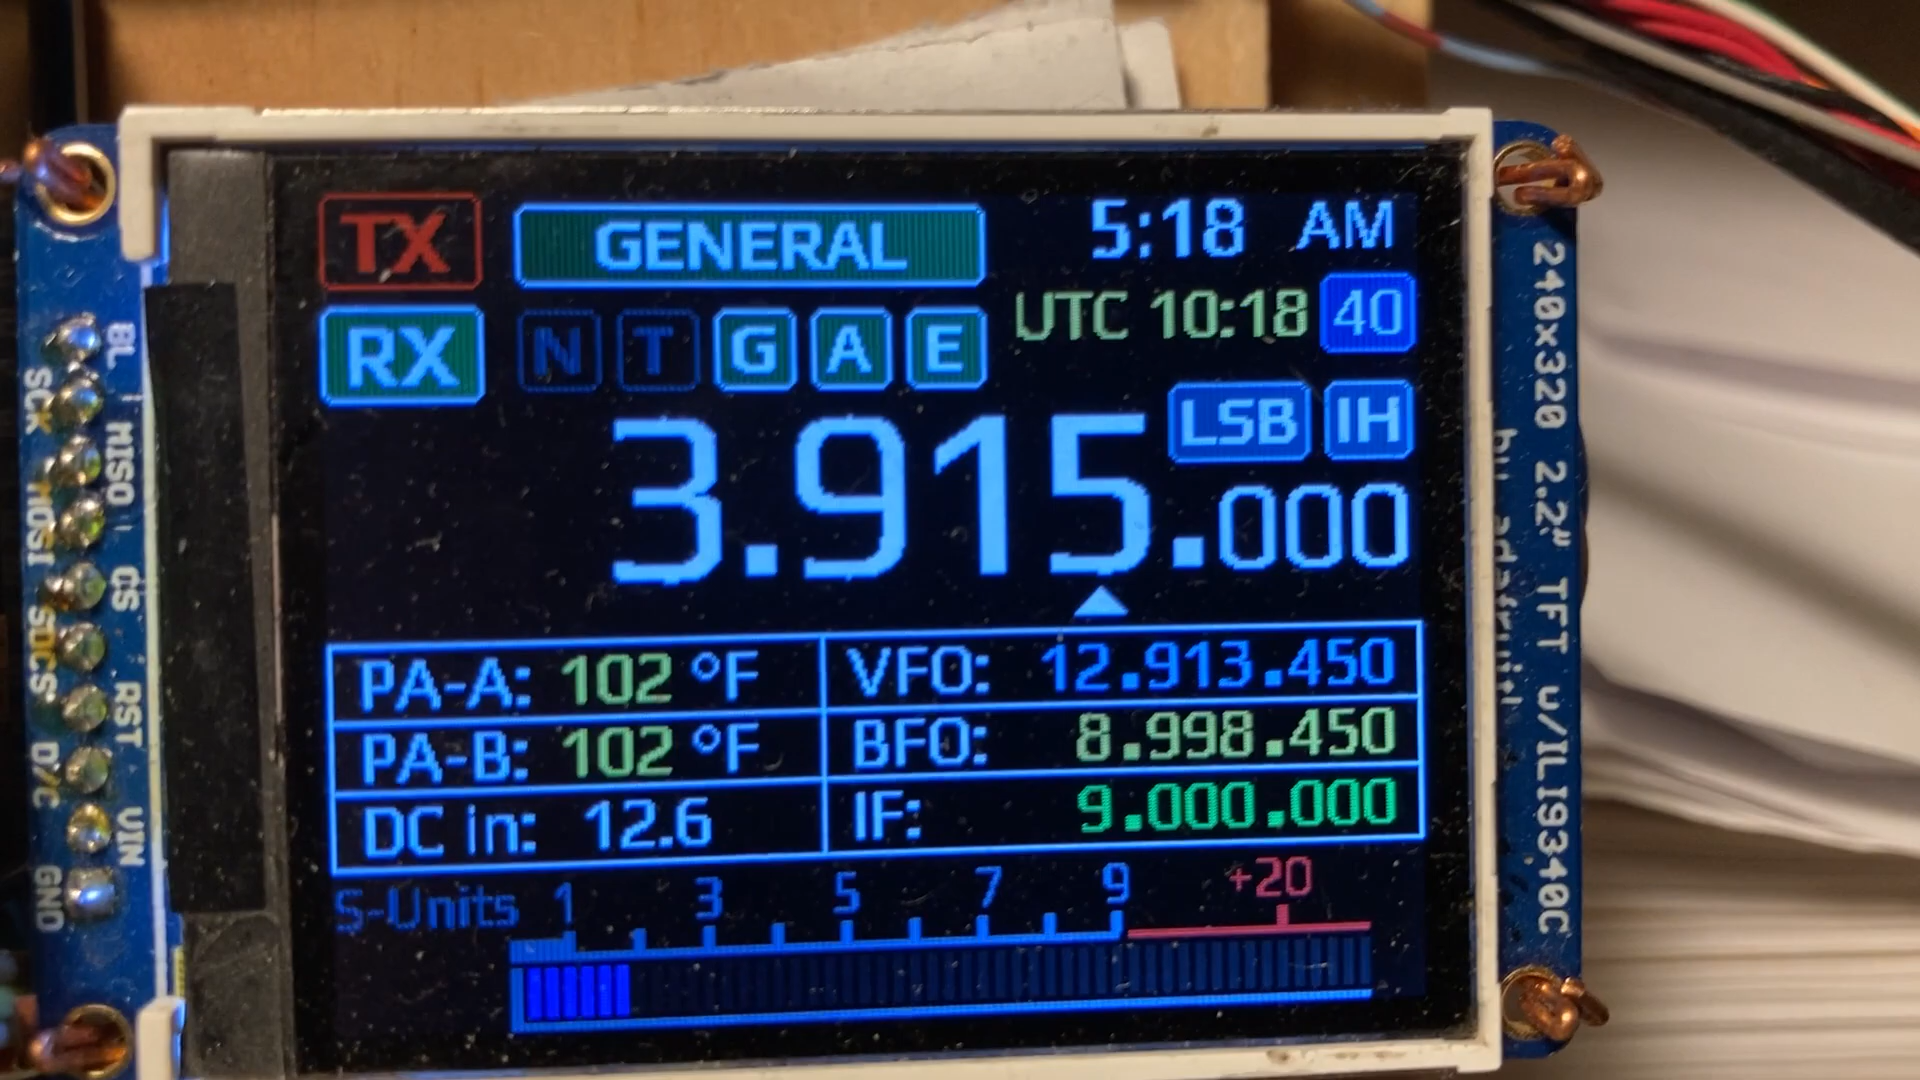 TX GENERAL 5:18 AM
RX N T G A E UTC 10:18 40
LSB IH
3.915.000
PA-A: 102 °F VFO: 12.913.450
PA-B: 102 °F BFO: 8.998.450
DC in: 12.6 IF: 9.000.000
S-Units 1 3 5 7 9 +20
BL
SCK
MISO
MOSI
CS
SDCS
RST
D/C
VIN
GND
240x320 2.2" TFT w/ILI9340C
by adafruit!